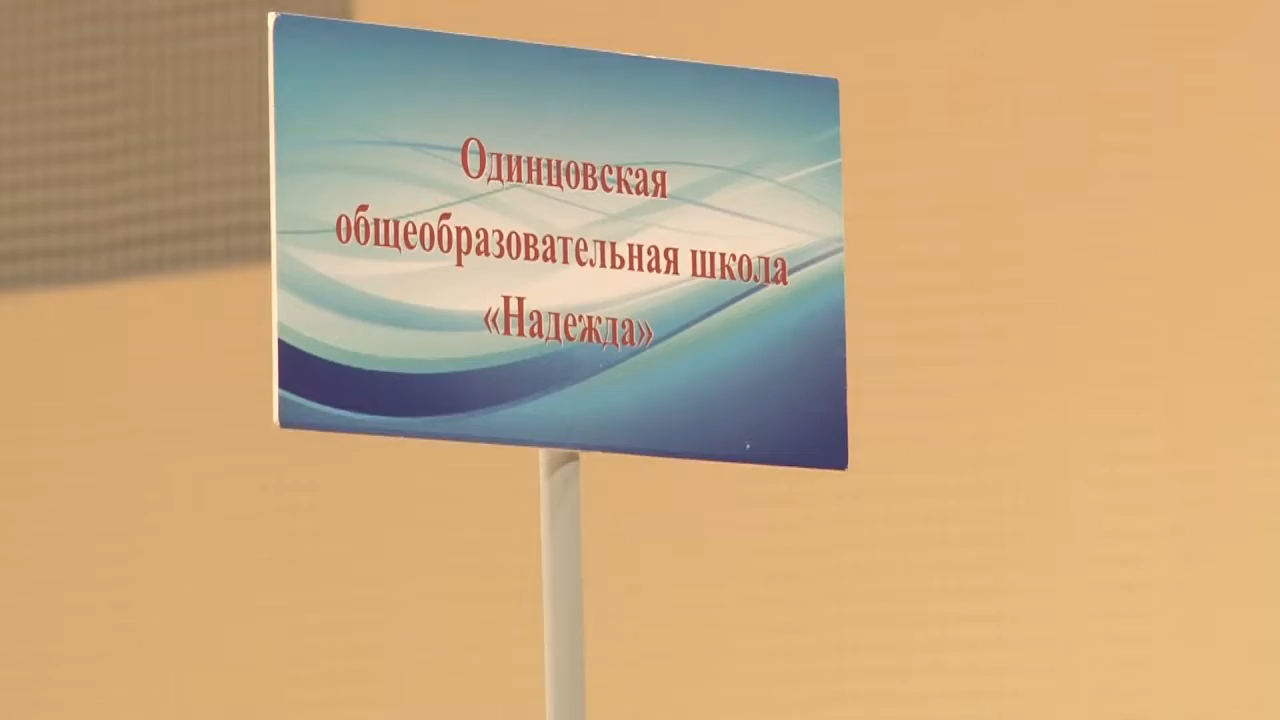 Одинцовская
общеобразовательная школа
«Надежда»